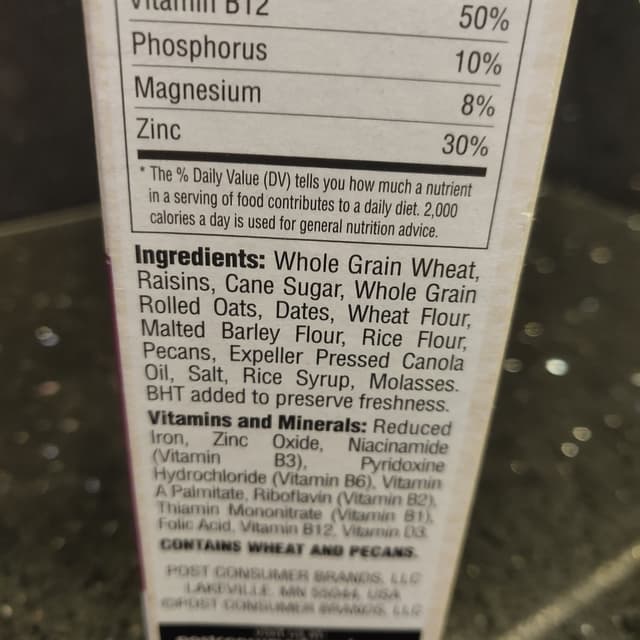 Vitamin B12 50%
Phosphorus 10%
Magnesium 8%
Zinc 30%
* The % Daily Value (DV) tells you how much a nutrient
in a serving of food contributes to a daily diet. 2,000
calories a day is used for general nutrition advice.
Ingredients: Whole Grain Wheat,
Raisins, Cane Sugar, Whole Grain
Rolled Oats, Dates, Wheat Flour,
Malted Barley Flour, Rice Flour,
Pecans, Expeller Pressed Canola
Oil, Salt, Rice Syrup, Molasses.
BHT added to preserve freshness.
Vitamins and Minerals: Reduced
Iron, Zinc Oxide, Niacinamide
(Vitamin B3), Pyridoxine
Hydrochloride (Vitamin B6), Vitamin
A Palmitate, Riboflavin (Vitamin B2),
Thiamin Mononitrate (Vitamin B1),
Folic Acid, Vitamin B12, Vitamin D3.
CONTAINS WHEAT AND PECANS.
POST CONSUMER BRANDS, LLC
LAKEVILLE, MN 55044, USA
©POST CONSUMER BRANDS, LLC